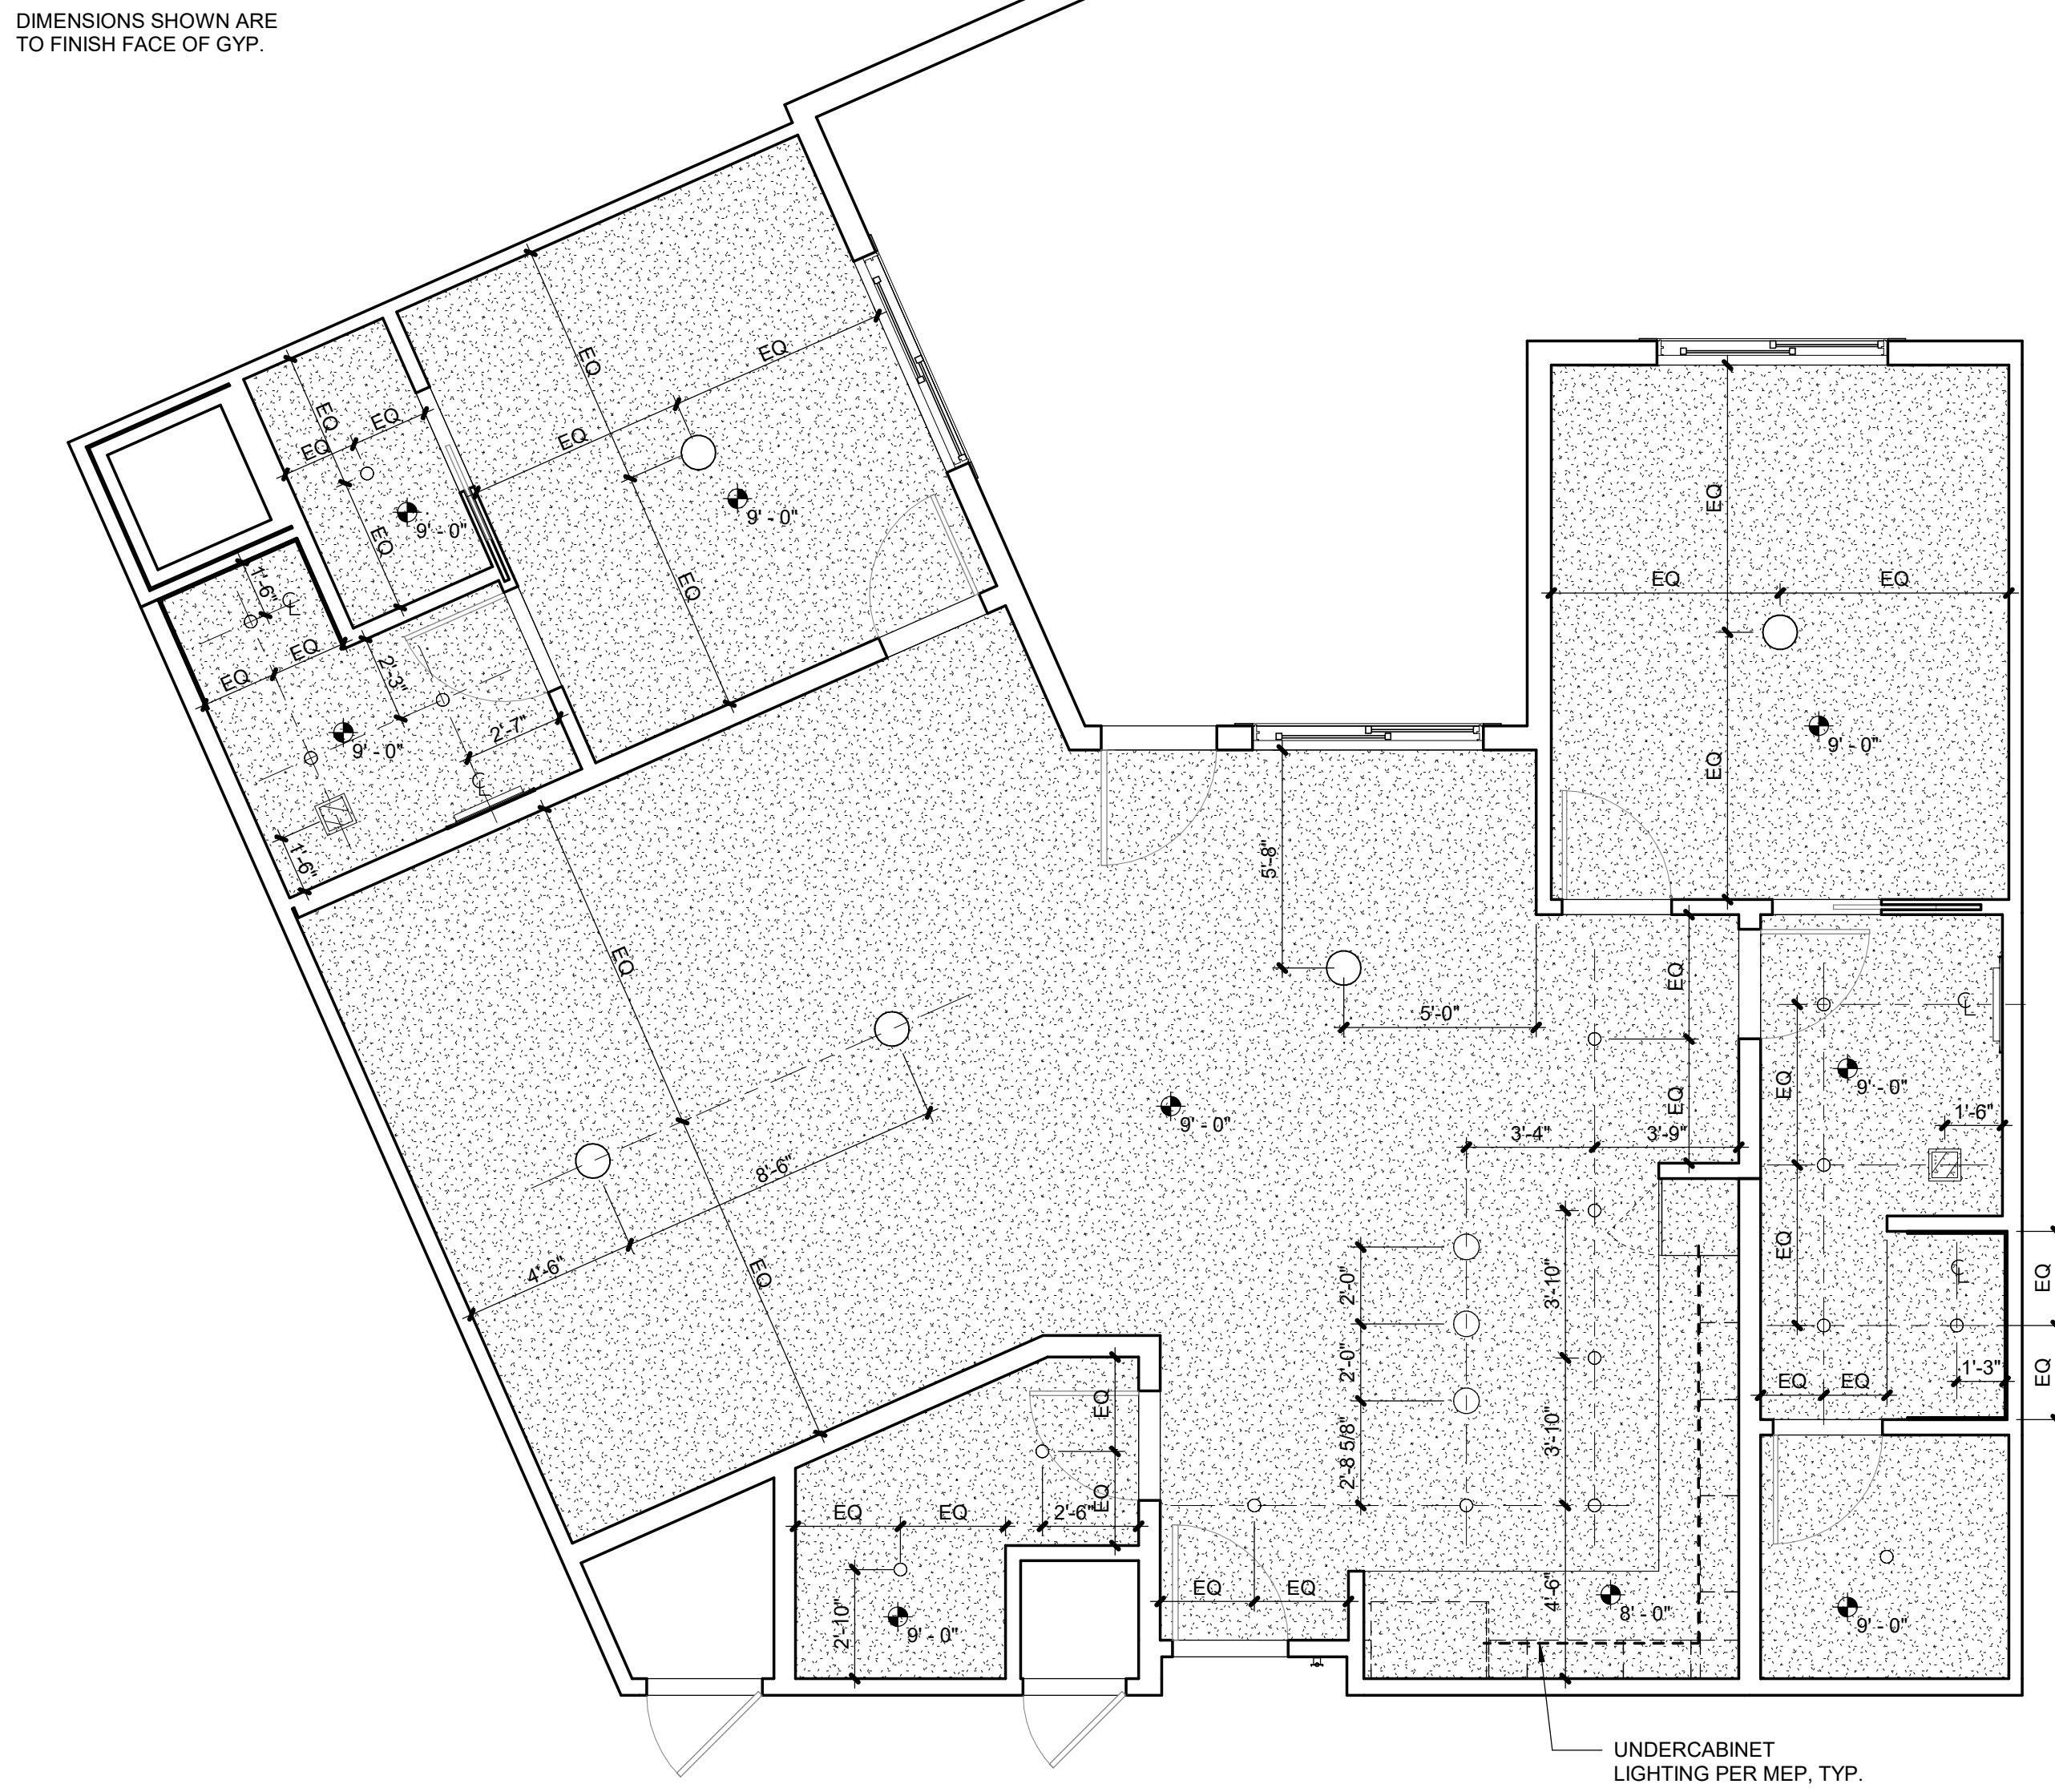 DIMENSIONS SHOWN ARE
TO FINISH FACE OF GYP.
EQ
EQ
EQ
EQ
9' - 0"
EQ
EQ
EQ
EQ
9' - 0"
1'-6"
CL
EQ
EQ
2'-3"
2'-7"
9' - 0"
CL
1'-6"
EQ
EQ
EQ
EQ
9' - 0"
5'-8"
5'-0"
EQ
8'-6"
4'-6"
EQ
9' - 0"
EQ
EQ
3'-4"
3'-9"
CL
9' - 0"
EQ
1'-6"
EQ
CL
EQ
EQ
1'-3"
EQ
EQ
2'-0"
2'-0"
2'-8 5/8"
3'-10"
3'-10"
4'-6"
EQ
EQ
2'-6"
EQ
EQ
2'-10"
9' - 0"
EQ
EQ
8' - 0"
9' - 0"
UNDERCABINET
LIGHTING PER MEP, TYP.